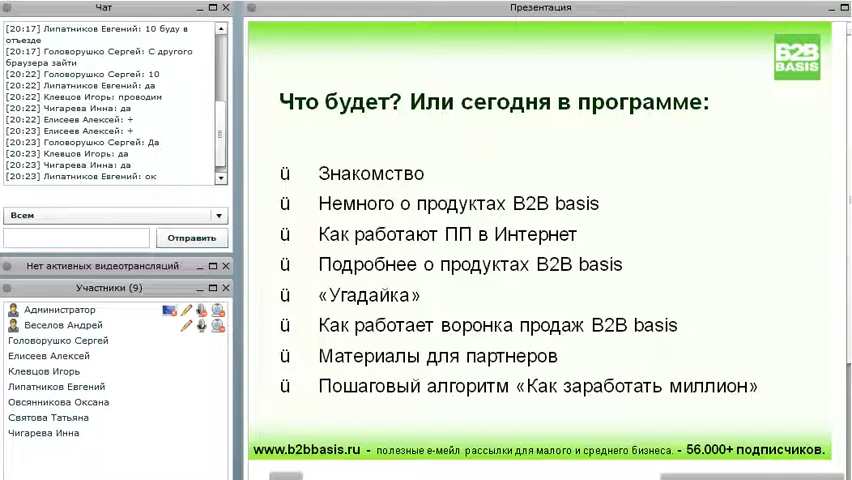 Чат
[20:17] Липатников Евгений: 10 буду в
отъезде
[20:17] Головорушко Сергей: С другого
браузера зайти
[20:22] Головорушко Сергей: 10
[20:22] Липатников Евгений: да
[20:22] Клевцов Игорь: проводим
[20:22] Чигарева Инна: да
[20:22] Елисеев Алексей: +
[20:23] Елисеев Алексей: +
[20:23] Головорушко Сергей: Да
[20:23] Клевцов Игорь: да
[20:23] Чигарева Инна: да
[20:23] Липатников Евгений: ок
Всем
Отправить
Нет активных видеотрансляций
Участники (9)
Администратор
Веселов Андрей
Головорушко Сергей
Елисеев Алексей
Клевцов Игорь
Липатников Евгений
Овсянникова Оксана
Святова Татьяна
Чигарева Инна
Презентация
B2B
BASIS
Что будет? Или сегодня в программе:
ü Знакомство
ü Немного о продуктах B2B basis
ü Как работают ПП в Интернет
ü Подробнее о продуктах B2B basis
ü «Угадайка»
ü Как работает воронка продаж B2B basis
ü Материалы для партнеров
ü Пошаговый алгоритм «Как заработать миллион»
www.b2bbasis.ru - полезные е-мейл рассылки для малого и среднего бизнеса. - 56.000+ подписчиков.